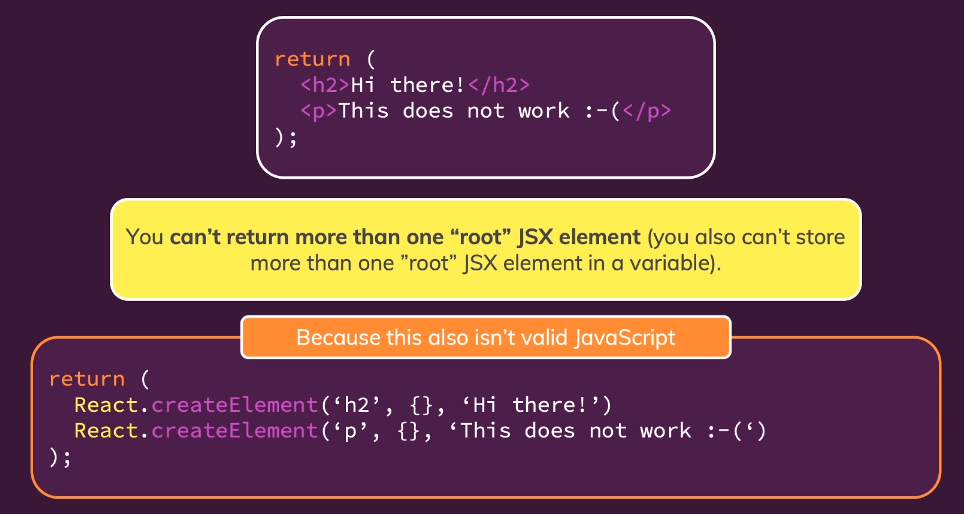 return (
  <h2>Hi there!</h2>
  <p>This does not work :-(</p>
);
You can’t return more than one “root” JSX element (you also can’t store
more than one ”root” JSX element in a variable).
Because this also isn’t valid JavaScript
return (
  React.createElement(‘h2’, {}, ‘Hi there!’)
  React.createElement(‘p’, {}, ‘This does not work :-(‘)
);